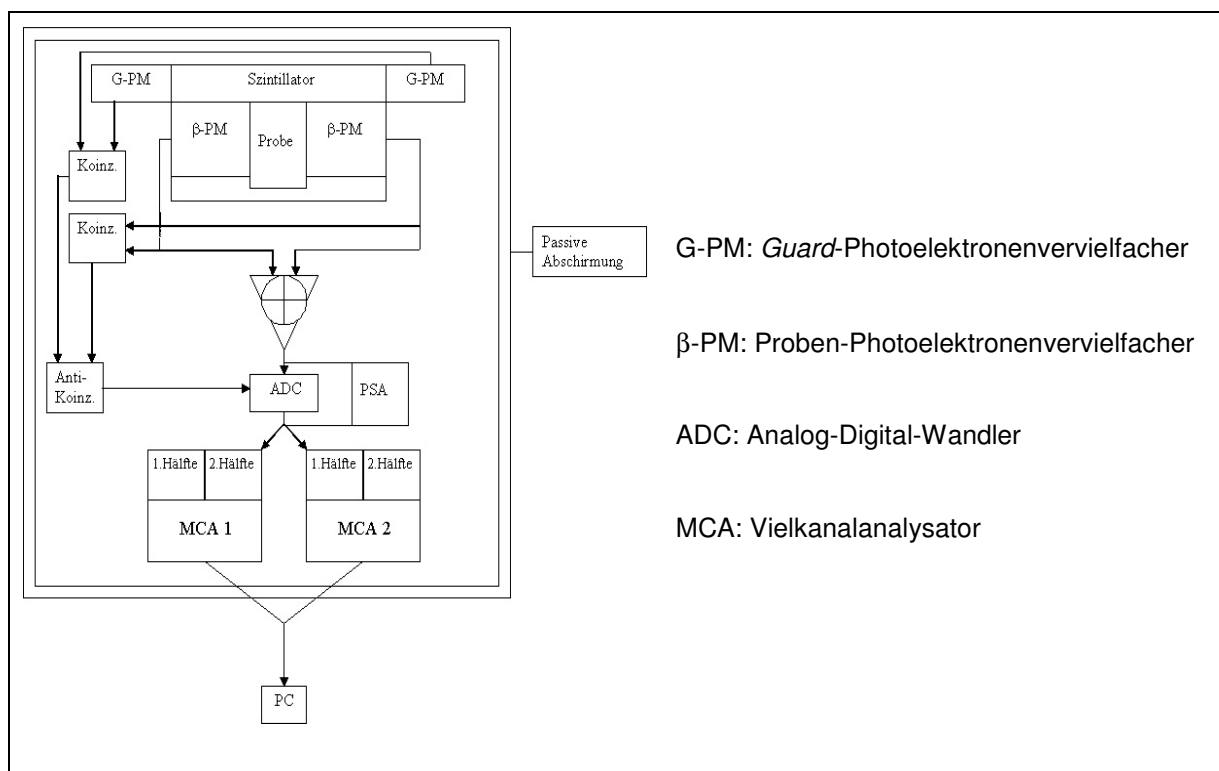 G-PM
Szintillator
G-PM
β-PM
Probe
β-PM
Koinz.
Koinz.
Passive
Abschirmung
Anti-
Koinz.
ADC
PSA
1.Hälfte
2.Hälfte
1.Hälfte
2.Hälfte
MCA 1
MCA 2
PC
G-PM: Guard-Photoelektronenvervielfacher
β-PM: Proben-Photoelektronenvervielfacher
ADC: Analog-Digital-Wandler
MCA: Vielkanalanalysator